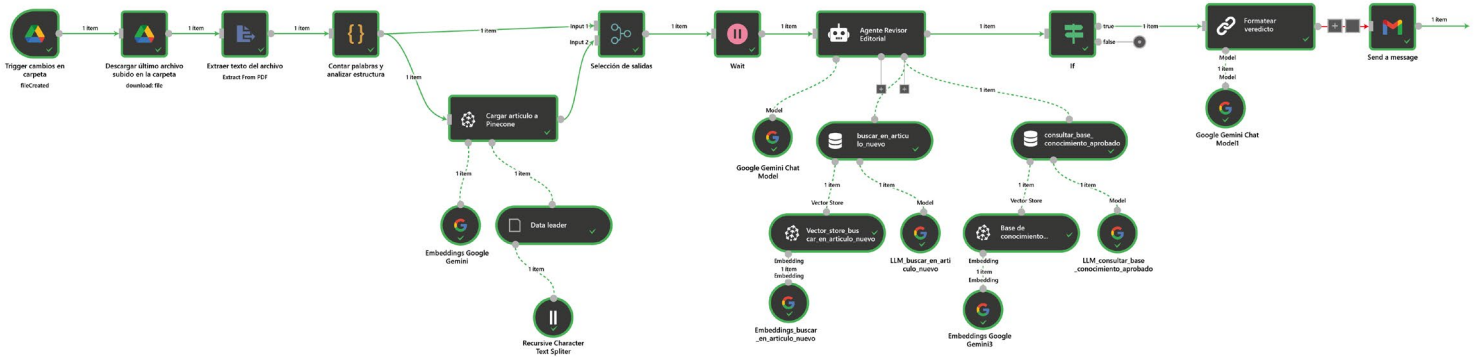 Trigger cambios en
carpeta
fileCreated
1 item
Descargar último archivo
subido en la carpeta
download: file
1 item
Extraer texto del archivo
Extract From PDF
1 item
{}
Contar palabras y
analizar estructura
1 item
1 item
Input 1
Input 2
Selección de salidas
1 item
Cargar artículo a
Pinecone
1 item
1 item
Embeddings Google
Gemini
Data leader
1 item
Recursive Character
Text Spliter
1 item
Wait
1 item
Agente Revisor
Editorial
1 item
Model
Google Gemini Chat
Model
1 item
buscar_en_artícu
lo_nuevo
1 item
1 item
Vector Store
Model
Vector_store_bus
car_en_artículo_nuevo
LLM_buscar_en_artí
culo_nuevo
Embedding
1 item
Embedding
Embeddings_buscar
_en_artículo_nuevo
consultar_base_
conocimiento_aprobado
1 item
1 item
Vector Store
Model
Base de
conocimiento...
LLM_consultar_base
_conocimiento_aprobado
Embedding
1 item
Embedding
Embeddings Google
Gemini3
If
true
false
1 item
Formatear
veredicto
Model
1 item
Model
Google Gemini Chat
Model1
Send a message
1 item